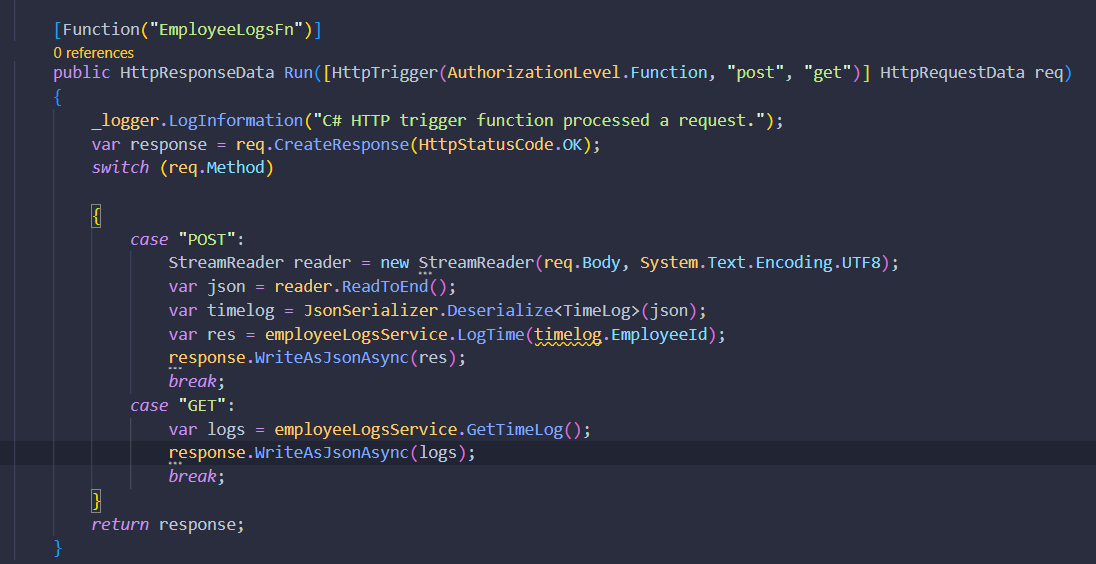 [Function("EmployeeLogsFn")]
0 references
public HttpResponseData Run([HttpTrigger(AuthorizationLevel.Function, "post", "get")] HttpRequestData req)
{
_logger.LogInformation("C# HTTP trigger function processed a request.");
var response = req.CreateResponse(HttpStatusCode.OK);
switch (req.Method)
{
case "POST":
StreamReader reader = new StreamReader(req.Body, System.Text.Encoding.UTF8);
var json = reader.ReadToEnd();
var timelog = JsonSerializer.Deserialize<TimeLog>(json);
var res = employeeLogsService.LogTime(timelog.EmployeeId);
response.WriteAsJsonAsync(res);
break;
case "GET":
var logs = employeeLogsService.GetTimeLog();
response.WriteAsJsonAsync(logs);
break;
}
return response;
}